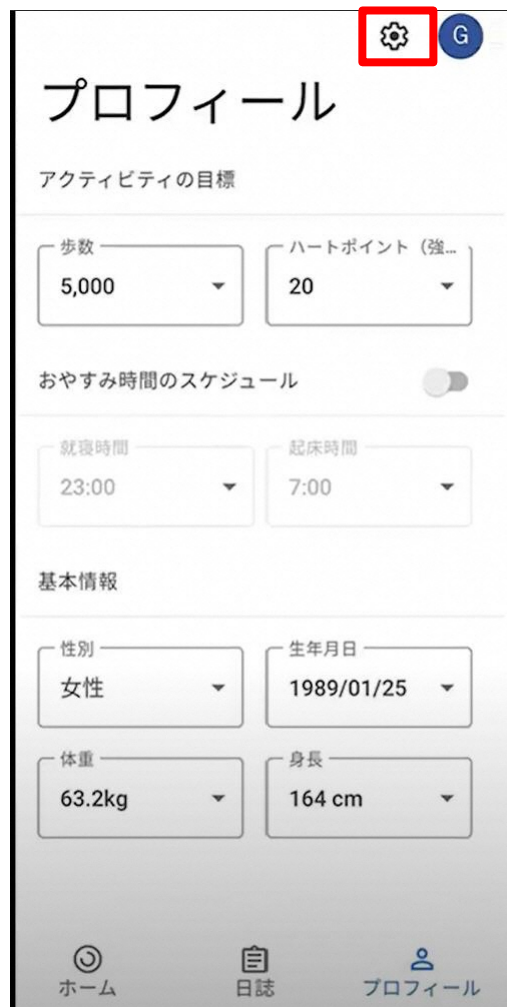 G
プロフィール
アクティビティの目標
歩数
ハートポイント（強…
5,000
20
おやすみ時間のスケジュール
就寝時間
起床時間
23:00
7:00
基本情報
性別
生年月日
女性
1989/01/25
体重
身長
63.2kg
164 cm
ホーム
日誌
プロフィール